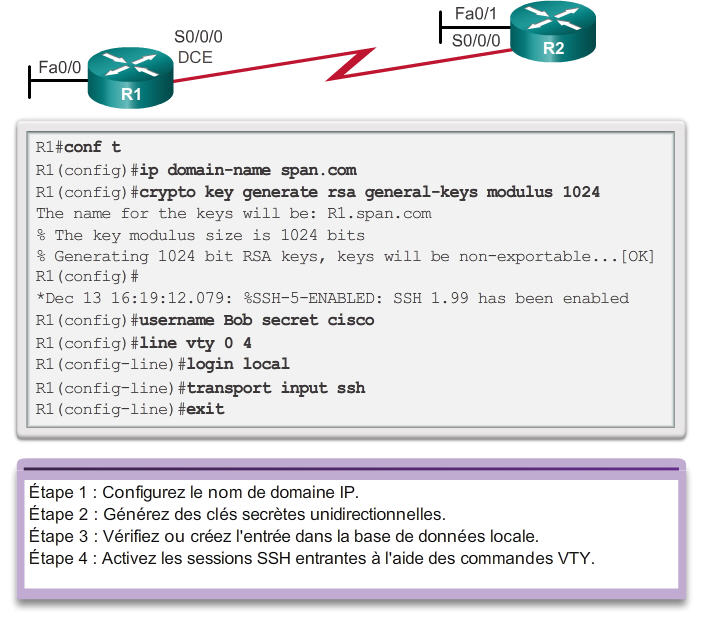 Fa0/1
S0/0/0
S0/0/0
R2
DCE
Fa0/0
R1
R1#conf t
R1(config)#ip domain-name span.com
R1(config)#crypto key generate rsa general-keys modulus 1024
The name for the keys will be: R1.span.com
% The key modulus size is 1024 bits
% Generating 1024 bit RSA keys, keys will be non-exportable...[OK]
R1(config)#
*Dec 13 16:19:12.079: %SSH-5-ENABLED: SSH 1.99 has been enabled
R1(config)#username Bob secret cisco
R1(config)#line vty 0 4
R1(config-line)#login local
R1(config-line)#transport input ssh
R1(config-line)#exit
Étape 1 : Configurez le nom de domaine IP.
Étape 2 : Générez des clés secrètes unidirectionnelles.
Étape 3 : Vérifiez ou créez l'entrée dans la base de données locale.
Étape 4 : Activez les sessions SSH entrantes à l'aide des commandes VTY.